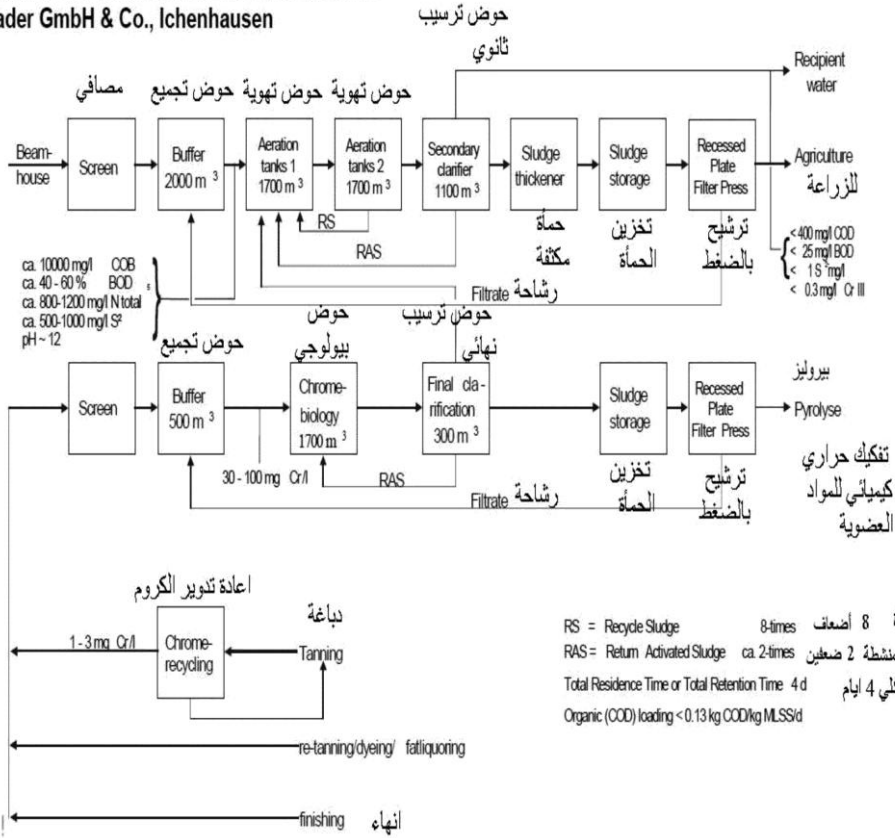 ader GmbH & Co., Ichenhausen
حوض ترسيب
ثانوي
Recipient
water
مصافي
حوض تجميع
حوض تهوية
حوض تهوية
Beam-
house
Screen
Buffer
2000 m ³
Aeration
tanks 1
1700 m ³
Aeration
tanks 2
1700 m ³
Secondary
clarifier
1100 m ³
Sludge
thickener
Sludge
storage
Recessed
Plate
Filter Press
Agriculture
للزراعة
RS
RAS
حمأة
مكثفة
تخزين
الحمأة
ترشيح
بالضغط
< 400 mg/l COD
< 25 mg/l BOD
< 1 S ²⁻ mg/l
< 0.3 mg/l Cr III
Filtrate رشاحة
ca. 10000 mg/l COB
ca. 40 - 60 % BOD ₅
ca. 800-1200 mg/l N total
ca. 500-1000 mg/l S²
pH ~ 12
حوض تجميع
حوض
بيولوجي
حوض ترسيب
نهائي
Screen
Buffer
500 m ³
Chrome-
biology
1700 m ³
Final cla-
rification
300 m ³
Sludge
storage
Recessed
Plate
Filter Press
بيروليز
Pyrolyse
30 - 100 mg Cr/l
RAS
Filtrate رشاحة
تخزين
الحمأة
ترشيح
بالضغط
تفكيك حراري
كيميائي للمواد
العضوية
اعادة تدوير الكروم
دباغة
1 - 3 mg Cr/l
Chrome-
recycling
Tanning
re-tanning/dyeing/ fatliquoring
finishing انهاء
RS = Recycle Sludge 8-times 8 أضعاف
RAS = Return Activated Sludge ca. 2-times منشطة 2 ضعفين
Total Residence Time or Total Retention Time 4 d لي 4 ايام
Organic (COD) loading < 0.13 kg COD/kg MLSS/d